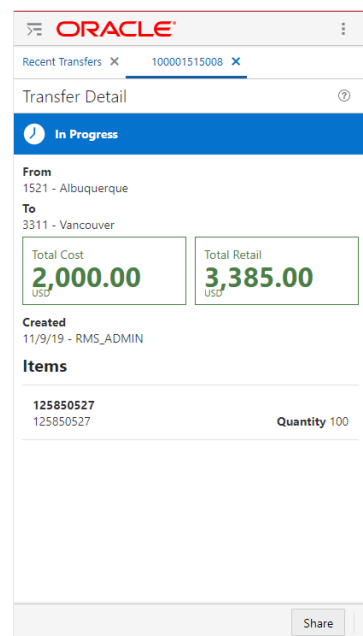 ORACLE
Recent Transfers X 100001515008 X
Transfer Detail ?
In Progress
From
1521 - Albuquerque
To
3311 - Vancouver
Total Cost
2,000.00
USD
Total Retail
3,385.00
USD
Created
11/9/19 - RMS_ADMIN
Items
125850527
125850527
Quantity 100
Share